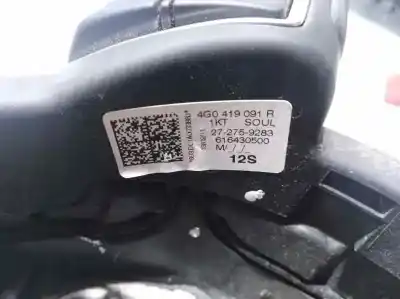 4G0 419 091 R
1KT SOUL
27-275-9283
616430500
M/_/_/_
12S